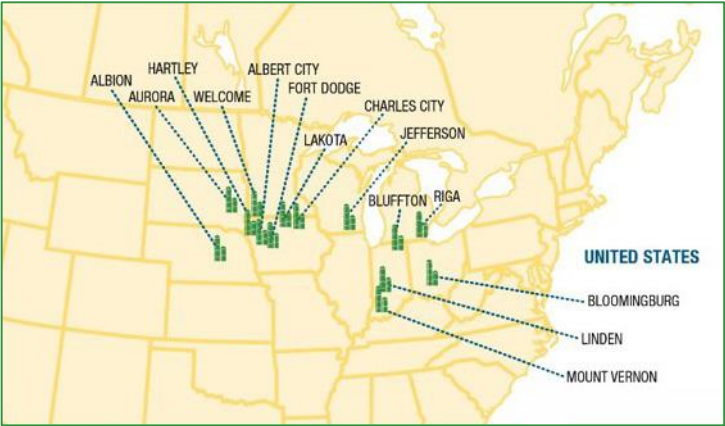 HARTLEY
ALBERT CITY
ALBION
FORT DODGE
AURORA
WELCOME
CHARLES CITY
JEFFERSON
LAKOTA
BLUFFTON
RIGA
UNITED STATES
BLOOMINGBURG
LINDEN
MOUNT VERNON